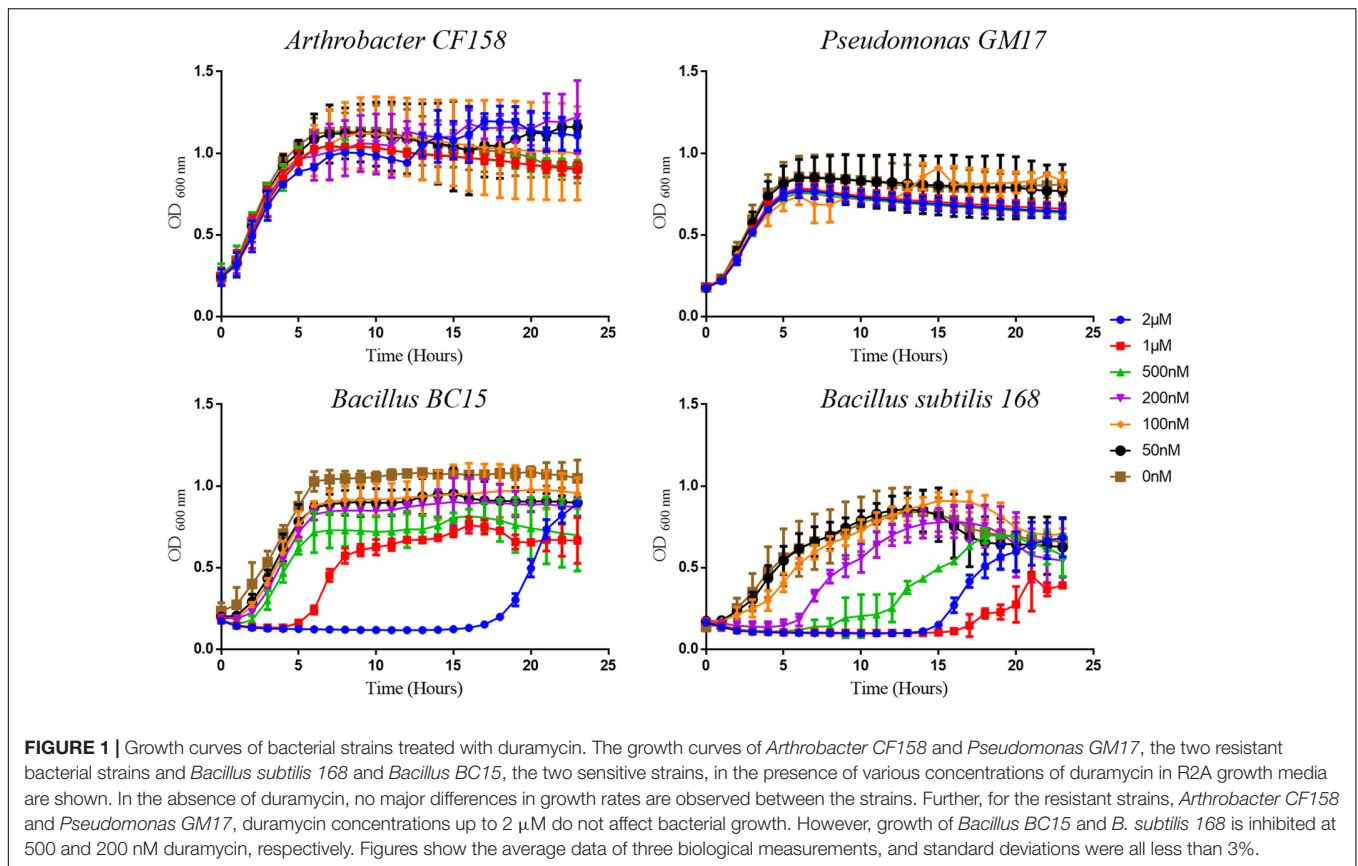 Arthrobacter CF158
Pseudomonas GM17
1.5
1.0
0.5
0.0
OD 600 nm
0 5 10 15 20 25
Time (Hours)
1.5
1.0
0.5
0.0
OD 600 nm
0 5 10 15 20 25
Time (Hours)
2µM
1µM
500nM
200nM
100nM
50nM
0nM
Bacillus BC15
Bacillus subtilis 168
1.5
1.0
0.5
0.0
OD 600 nm
0 5 10 15 20 25
Time (Hours)
1.5
1.0
0.5
0.0
OD 600 nm
0 5 10 15 20 25
Time (Hours)
FIGURE 1 | Growth curves of bacterial strains treated with duramycin. The growth curves of Arthrobacter CF158 and Pseudomonas GM17, the two resistant
bacterial strains and Bacillus subtilis 168 and Bacillus BC15, the two sensitive strains, in the presence of various concentrations of duramycin in R2A growth media
are shown. In the absence of duramycin, no major differences in growth rates are observed between the strains. Further, for the resistant strains, Arthrobacter CF158
and Pseudomonas GM17, duramycin concentrations up to 2 µM do not affect bacterial growth. However, growth of Bacillus BC15 and B. subtilis 168 is inhibited at
500 and 200 nM duramycin, respectively. Figures show the average data of three biological measurements, and standard deviations were all less than 3%.